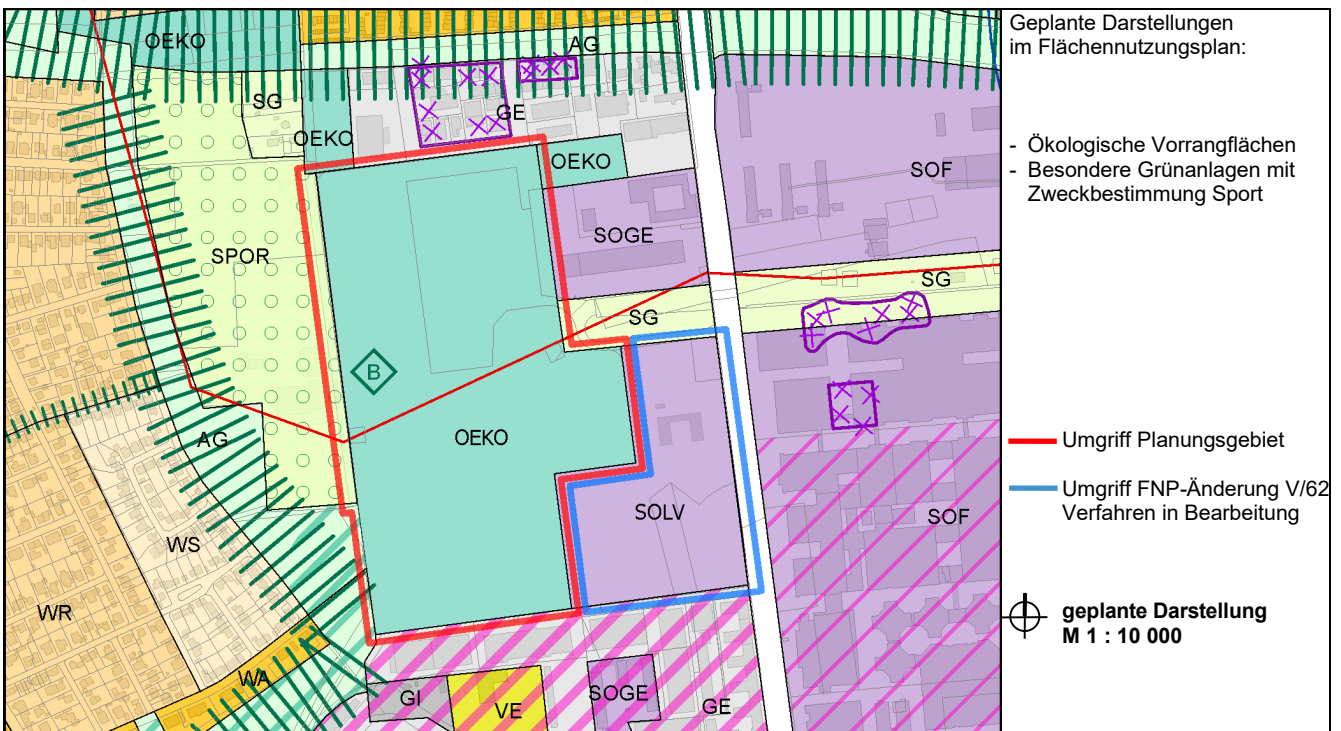 OEKO
AG
SG
GE
OEKO
OEKO
SOF
SOGE
SPOR
SG
SG
B
OEKO
AG
SOLV
SOF
WS
WR
WA
GI
VE
SOGE
GE
Geplante Darstellungen
im Flächennutzungsplan:
- Ökologische Vorrangflächen
- Besondere Grünanlagen mit
Zweckbestimmung Sport
Umgriff Planungsgebiet
Umgriff FNP-Änderung V/62
Verfahren in Bearbeitung
geplante Darstellung
M 1 : 10 000